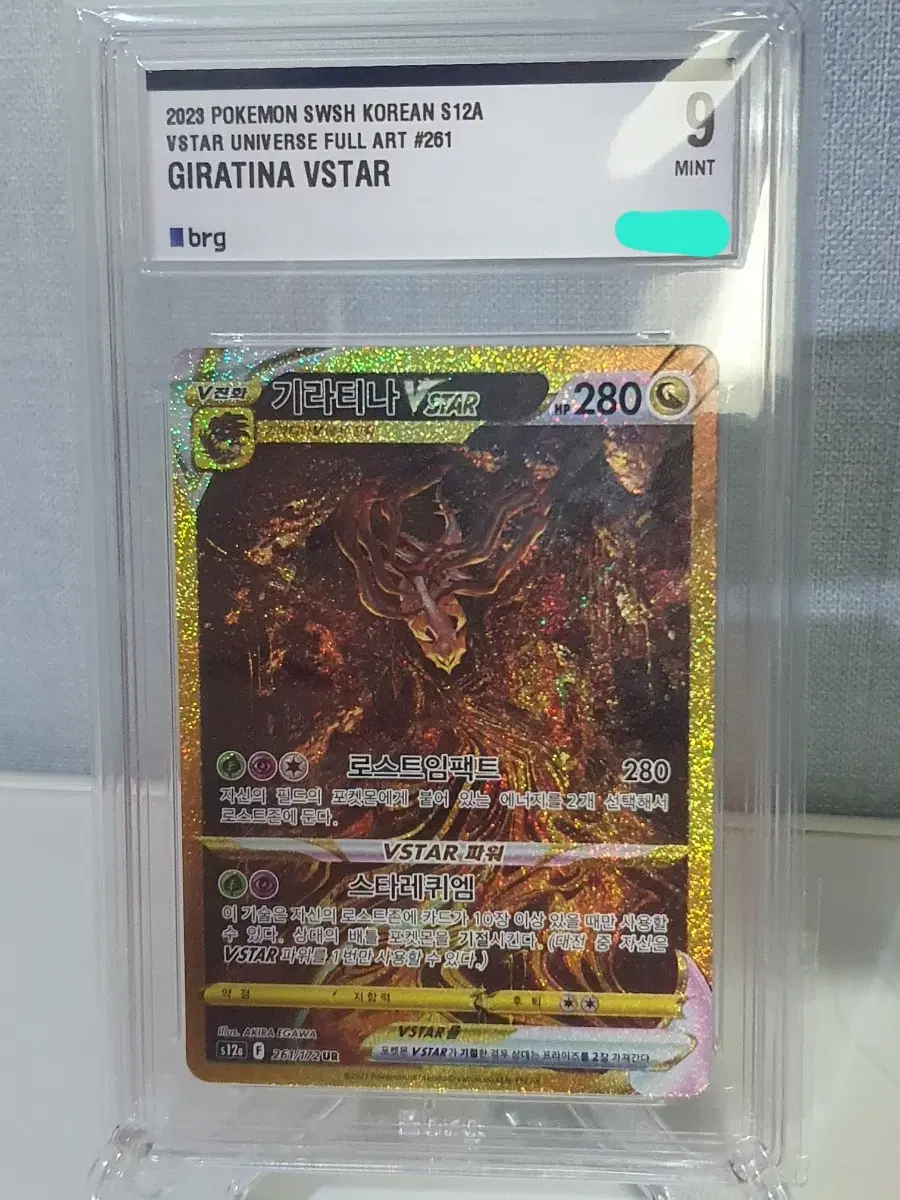 2023 POKEMON SWSH KOREAN S12A
VSTAR UNIVERSE FULL ART #261
GIRATINA VSTAR
9
MINT
brg
V진화
기라티나 VSTAR
HP 280
로스트임팩트 280
자신의 필드의 포켓몬에게 붙어 있는 에너지를 2개 선택해서
로스트존에 둔다.
VSTAR 파워
스타레퀴엠
이 기술은 자신의 로스트존에 카드가 10장 이상 있을 때만 사용할
수 있다. 상대의 배틀 포켓몬을 기절시킨다. (대전 중 자신은
VSTAR 파워를 1번만 사용할 수 있다.)
약점 저항력 후퇴
Illus. AKIRA EGAWA
VSTAR룰
s12a F 261/172 UR
포켓몬 VSTAR가 기절한 경우 상대는 프라이즈를 2장 가져간다